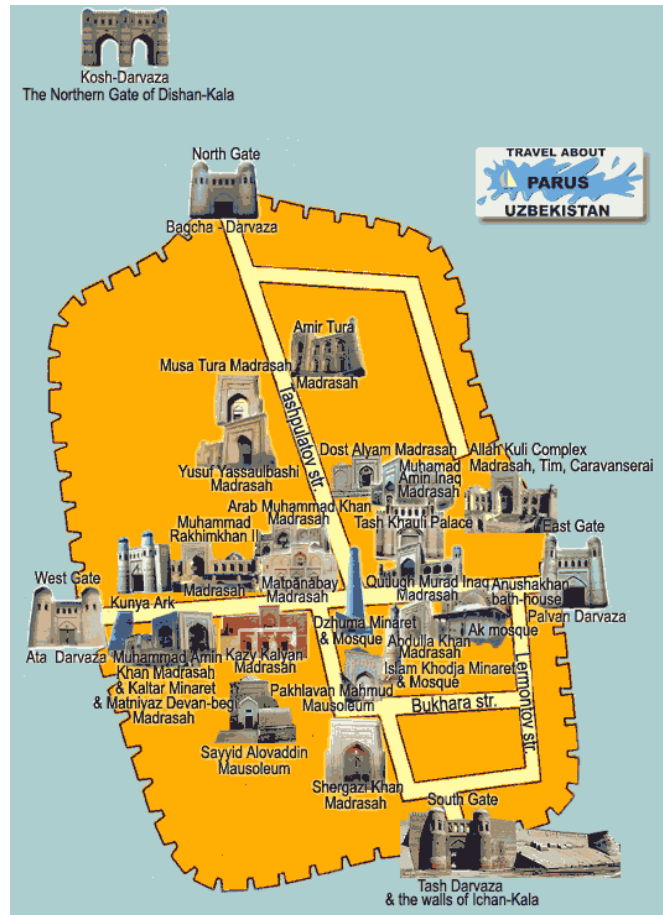 Kosh-Darvaza
The Northern Gate of Dishan-Kala
TRAVEL ABOUT
PARUS
UZBEKISTAN
North Gate
Bagcha - Darvaza
Amir Tura
Madrasah
Musa Tura Madrasah
Tashpulatov str.
Yusuf Yassaulbashi
Madrasah
Dost Alyam Madrasah
Muhamad
Amin Inaq
Madrasah
Allah Kuli Complex
Madrasah, Tim, Caravanserai
Arab Muhammad Khan
Madrasah
Tash Khauli Palace
East Gate
Palvan Darvaza
Muhammad
Rakhimkhan II
Madrasah
Matpanabay
Madrasah
Qutlugh Murad Inaq
Madrasah
Anushakhan
bath-house
West Gate
Ata Darvaza
Kunya Ark
Dzhuma Minaret
& Mosque
Abdulla Khan
Madrasah
Ak mosque
Muhammad Amin
Khan Madrasah
& Kaltar Minaret
& Matniyaz Devan-begi
Madrasah
Kazy Kalyan
Madrasah
Islam Khodja Minaret
& Mosque
Pakhlavan Mahmud
Mausoleum
Bukhara str.
Lermontov str.
Sayyid Alovaddin
Mausoleum
Shergazi Khan
Madrasah
South Gate
Tash Darvaza
& the walls of Ichan-Kala